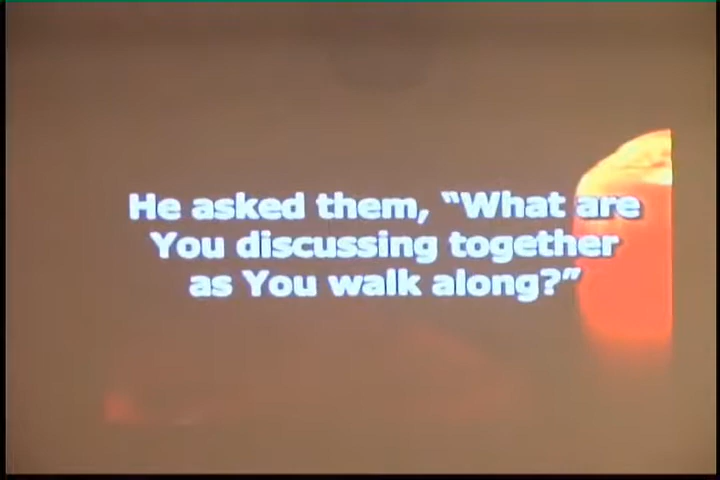 He asked them, “What are
You discussing together
as You walk along?”